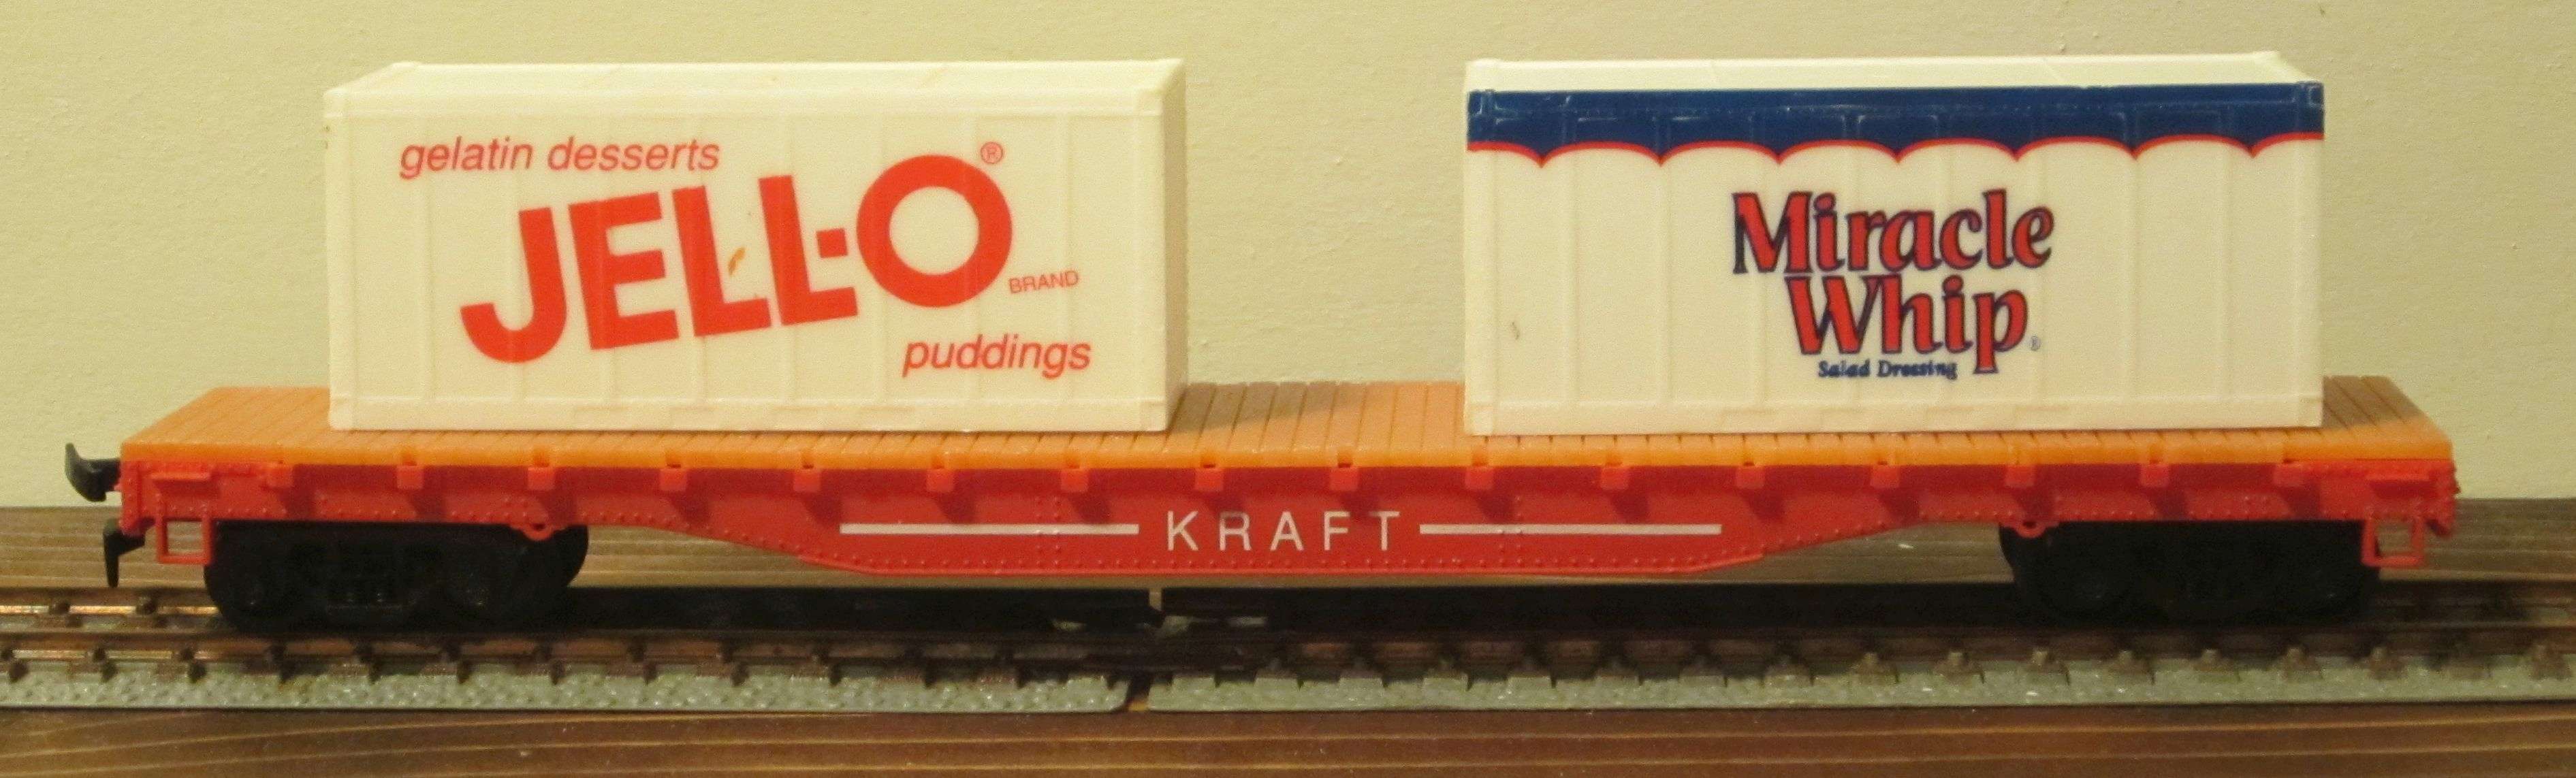 gelatin desserts
JELL-O®
BRAND
puddings
Miracle
Whip®
Salad Dressing
KRAFT